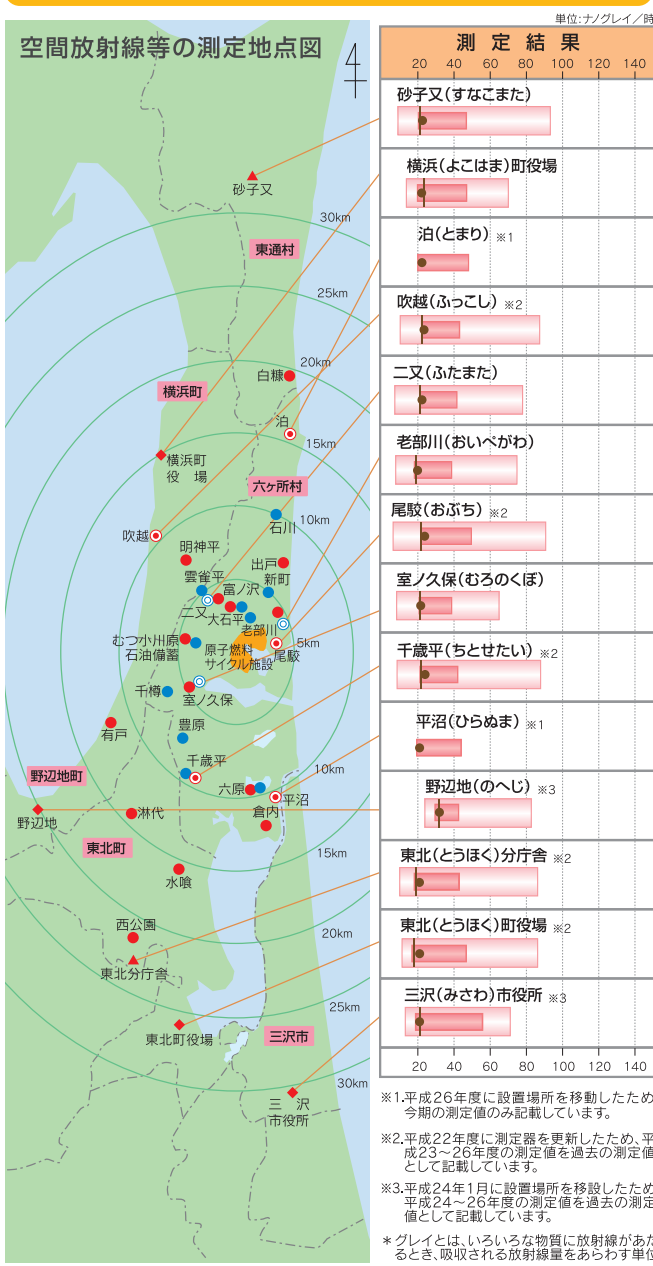 単位:ナノグレイ／時
空間放射線等の測定地点図
測定結果
20 40 60 80 100 120 140
砂子又(すなこまた)
横浜(よこはま)町役場
泊(とまり) ※1
吹越(ふっこし) ※2
二又(ふたまた)
老部川(おいぺがわ)
尾駮(おぶち) ※2
室ノ久保(むろのくぼ)
千歳平(ちとせたい) ※2
平沼(ひらぬま) ※1
野辺地(のへじ) ※3
東北(とうほく)分庁舎 ※2
東北(とうほく)町役場 ※2
三沢(みさわ)市役所 ※3
20 40 60 80 100 120 140
※1.平成26年度に設置場所を移動したため
今期の測定値のみ記載しています。
※2.平成22年度に測定器を更新したため、平
成23～26年度の測定値を過去の測定値
として記載しています。
※3.平成24年1月に設置場所を移設したため
平成24～26年度の測定値を過去の測定
値として記載しています。
＊グレイとは、いろいろな物質に放射線があた
るとき、吸収される放射線量をあらわす単位
砂子又
30km
東通村
25km
20km
白糠
横浜町
泊
15km
横浜町
役 場
六ヶ所村
10km
石川
吹越
明神平
出戸
新町
雲雀平
富ノ沢
二又
大石平
老部川
むつ小川原
石油備蓄
原子燃料
サイクル施設
尾駮
5km
千樽
室ノ久保
有戸
豊原
千歳平
10km
野辺地町
六原
平沼
野辺地
淋代
倉内
東北町
15km
水喰
西公園
20km
東北分庁舎
25km
東北町役場
三沢市
30km
三 沢
市役所